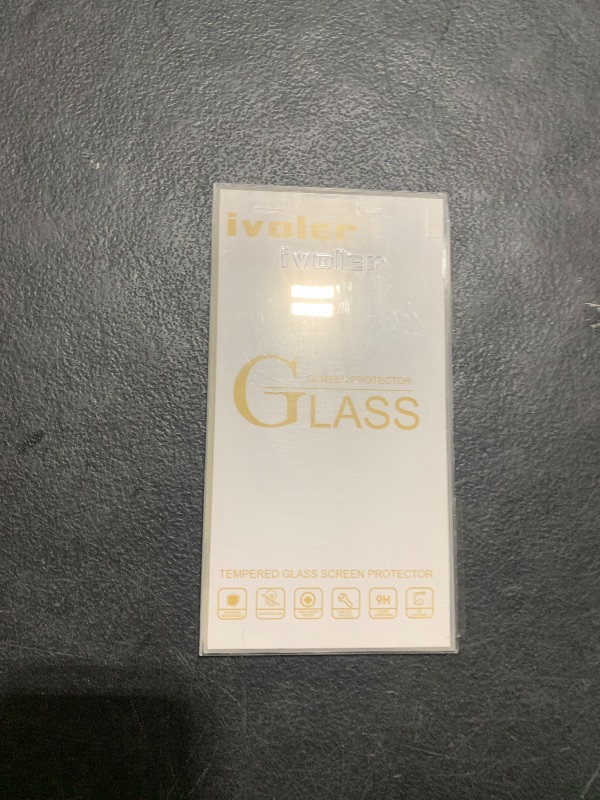 ivoler
ivoler
SCREEN PROTECTOR
GLASS
TEMPERED GLASS SCREEN PROTECTOR
9H